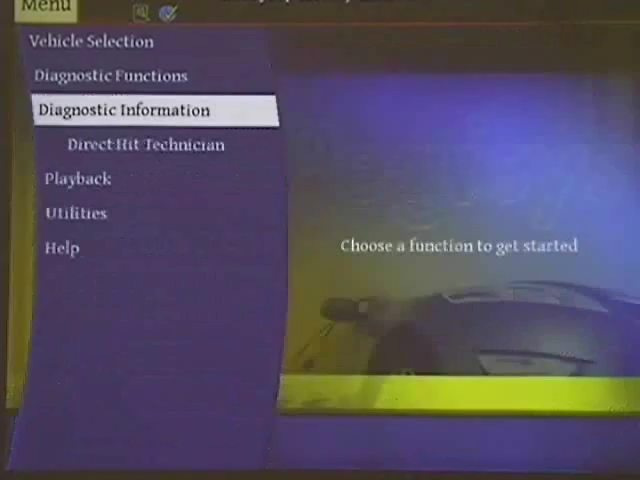 Menu
Vehicle Selection
Diagnostic Functions
Diagnostic Information
Direct Hit Technician
Playback
Utilities
Help
Choose a function to get started